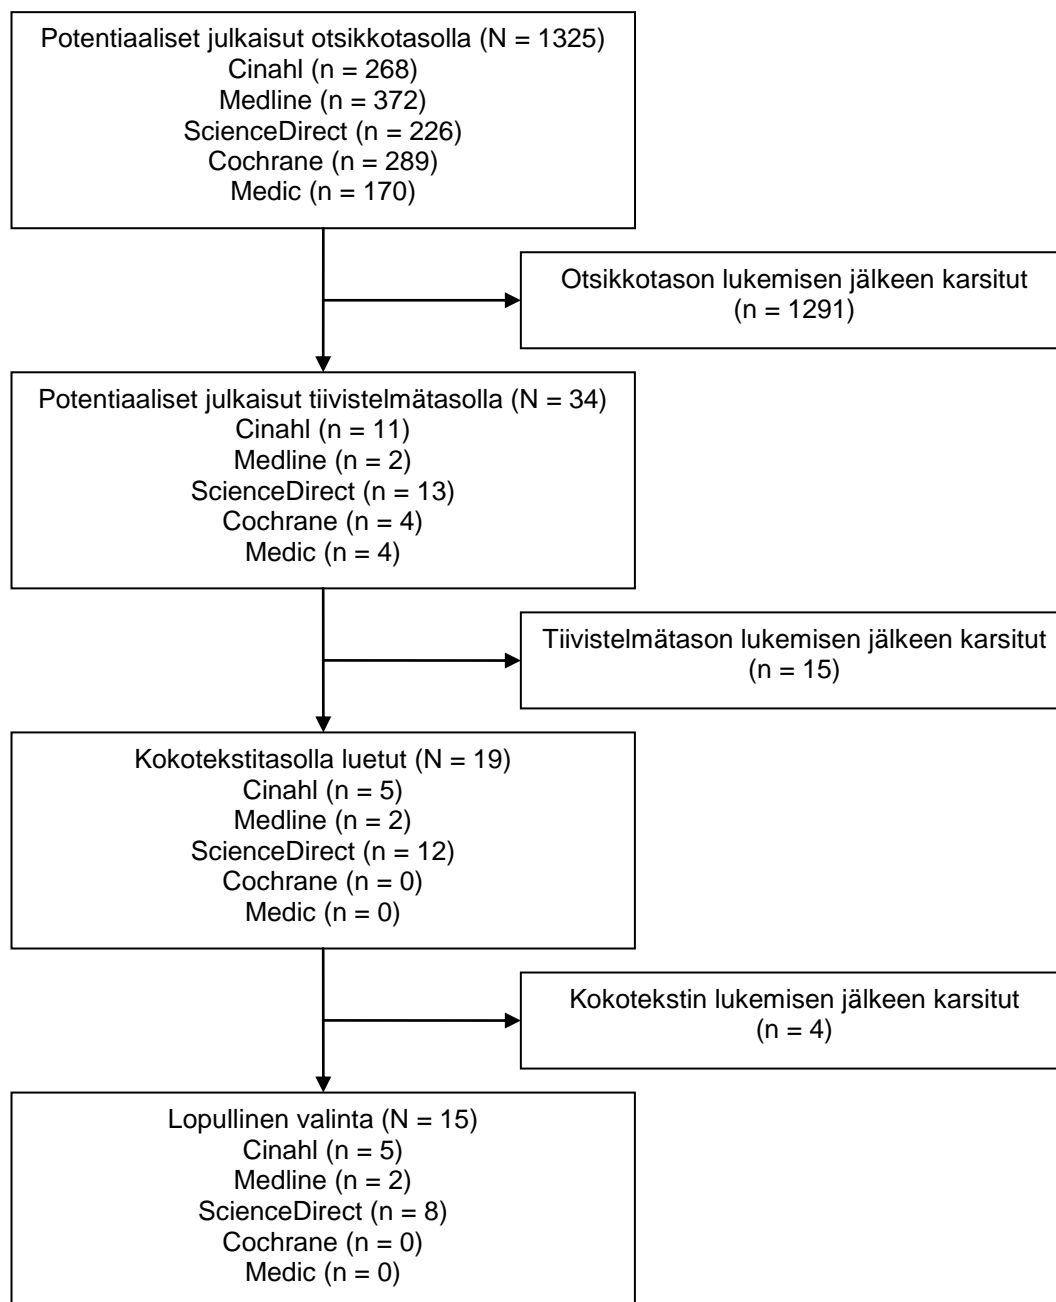 Potentiaaliset julkaisut otsikkotasolla (N = 1325)
Cinahl (n = 268)
Medline (n = 372)
ScienceDirect (n = 226)
Cochrane (n = 289)
Medic (n = 170)
Otsikkotason lukemisen jälkeen karsitut
(n = 1291)
Potentiaaliset julkaisut tiivistelmätasolla (N = 34)
Cinahl (n = 11)
Medline (n = 2)
ScienceDirect (n = 13)
Cochrane (n = 4)
Medic (n = 4)
Tiivistelmätason lukemisen jälkeen karsitut
(n = 15)
Kokotekstitasolla luetut (N = 19)
Cinahl (n = 5)
Medline (n = 2)
ScienceDirect (n = 12)
Cochrane (n = 0)
Medic (n = 0)
Kokotekstin lukemisen jälkeen karsitut
(n = 4)
Lopullinen valinta (N = 15)
Cinahl (n = 5)
Medline (n = 2)
ScienceDirect (n = 8)
Cochrane (n = 0)
Medic (n = 0)